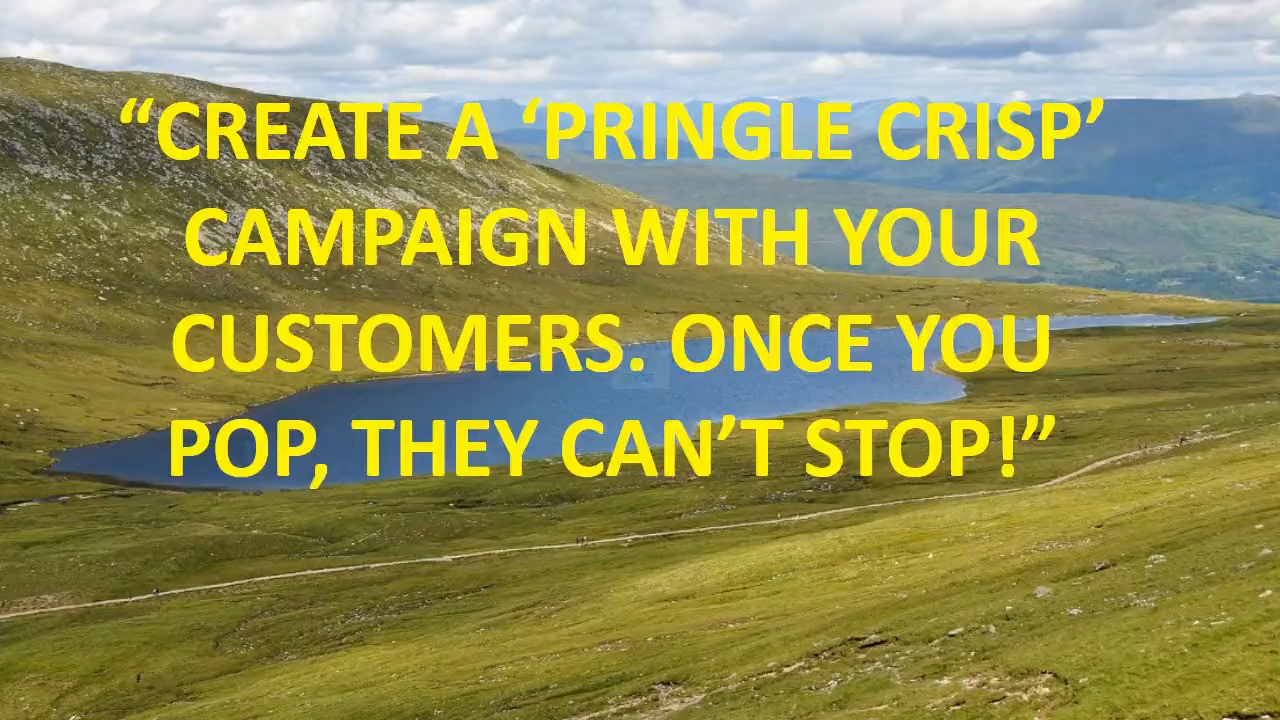 “CREATE A ‘PRINGLE CRISP’
CAMPAIGN WITH YOUR
CUSTOMERS. ONCE YOU
POP, THEY CAN’T STOP!”